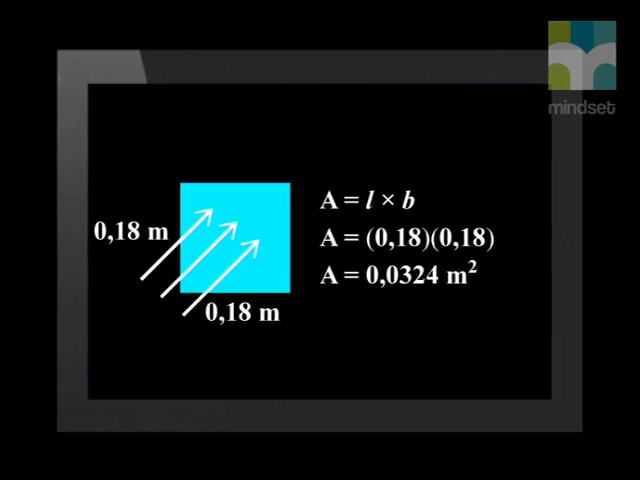 mindset
A = l × b
0,18 m
A = (0,18)(0,18)
A = 0,0324 m²
0,18 m